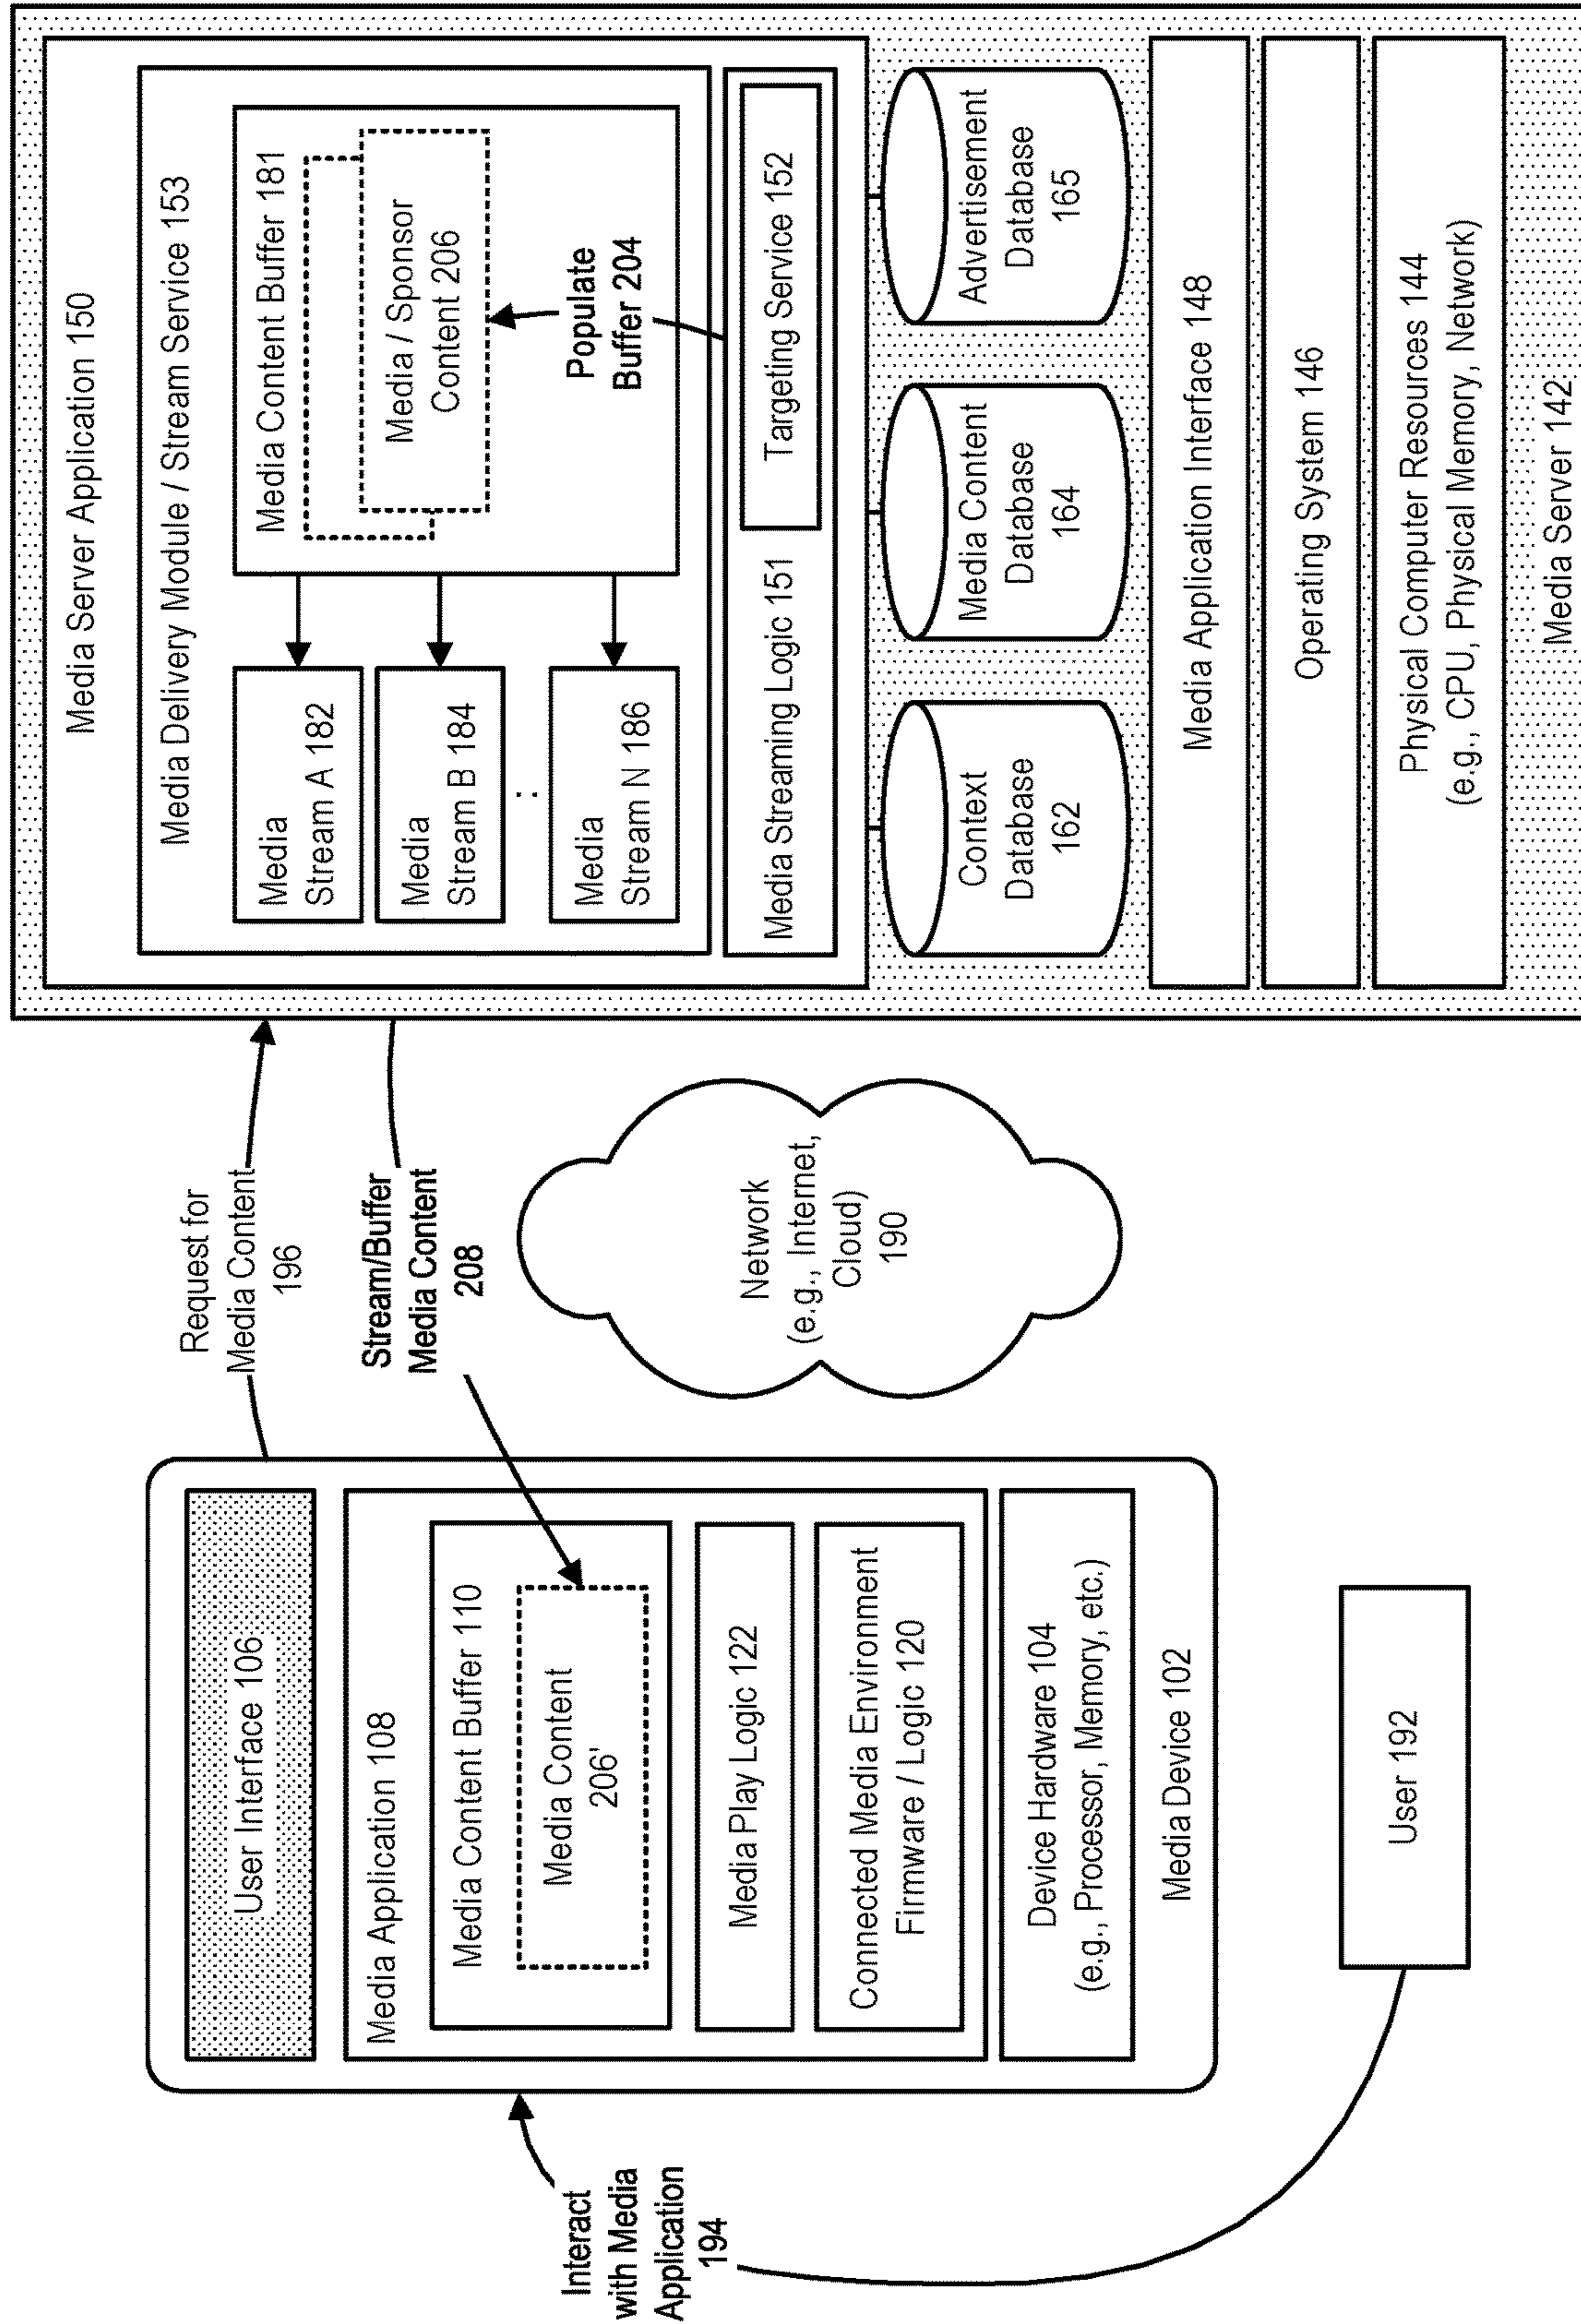 User Interface 106
Media Application 108
Media Content Buffer 110
Media Content
206'
Media Play Logic 122
Connected Media Environment
Firmware / Logic 120
Device Hardware 104
(e.g., Processor, Memory, etc.)
Media Device 102
Interact
with Media
Application
194
User 192
Request for
Media Content
196
Stream/Buffer
Media Content
208
Network
(e.g., Internet,
Cloud)
190
Media Server Application 150
Media Delivery Module / Stream Service 153
Media
Stream A 182
Media
Stream B 184
:
Media
Stream N 186
Media Content Buffer 181
Media / Sponsor
Content 206
Populate
Buffer 204
Media Streaming Logic 151
Targeting Service 152
Context
Database
162
Media Content
Database
164
Advertisement
Database
165
Media Application Interface 148
Operating System 146
Physical Computer Resources 144
(e.g., CPU, Physical Memory, Network)
Media Server 142